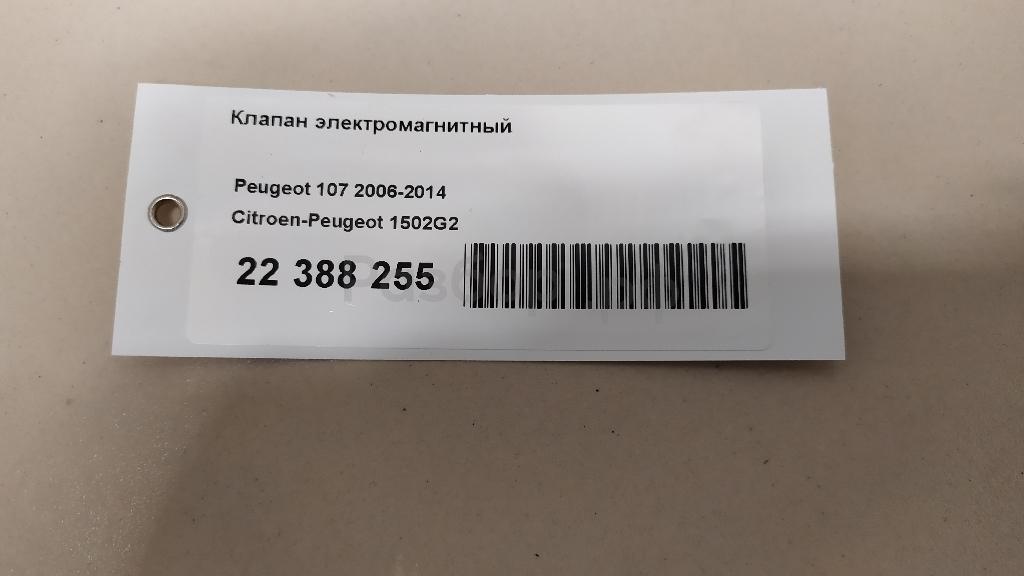 Клапан электромагнитный
Peugeot 107 2006-2014
Citroen-Peugeot 1502G2
22 388 255